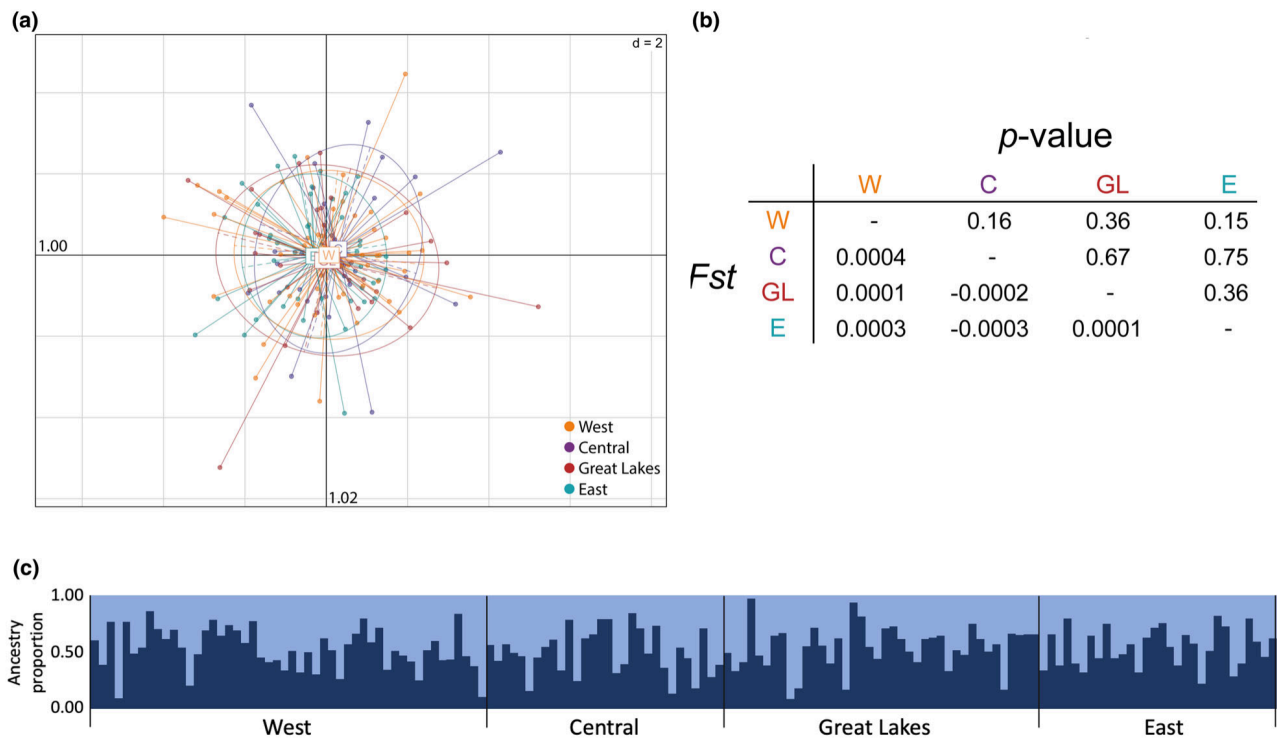 (a)
d = 2
1.00
E W
1.02
West
Central
Great Lakes
East
(b)
p-value
W C GL E
W - 0.16 0.36 0.15
Fst
C 0.0004 - 0.67 0.75
GL 0.0001 -0.0002 - 0.36
E 0.0003 -0.0003 0.0001 -
(c)
Ancestry
proportion
1.00
0.50
0.00
West Central Great Lakes East